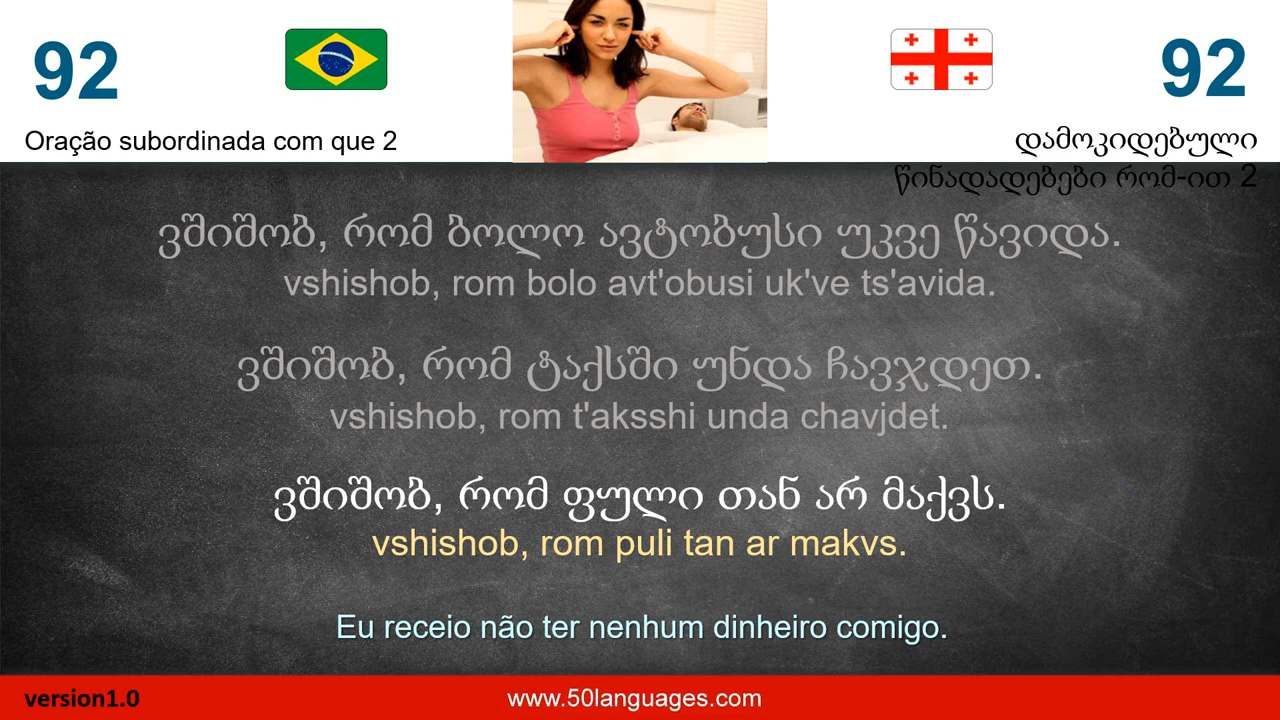 92
92
Oração subordinada com que 2
დამოკიდებული
წინადადებები რომ-ით 2
ვშიშობ, რომ ბოლო ავტობუსი უკვე წავიდა.
vshishob, rom bolo avt'obusi uk've ts'avida.
ვშიშობ, რომ ტაქსში უნდა ჩავჯდეთ.
vshishob, rom t'aksshi unda chavjdet.
ვშიშობ, რომ ფული თან არ მაქვს.
vshishob, rom puli tan ar makvs.
Eu receio não ter nenhum dinheiro comigo.
version1.0
www.50languages.com